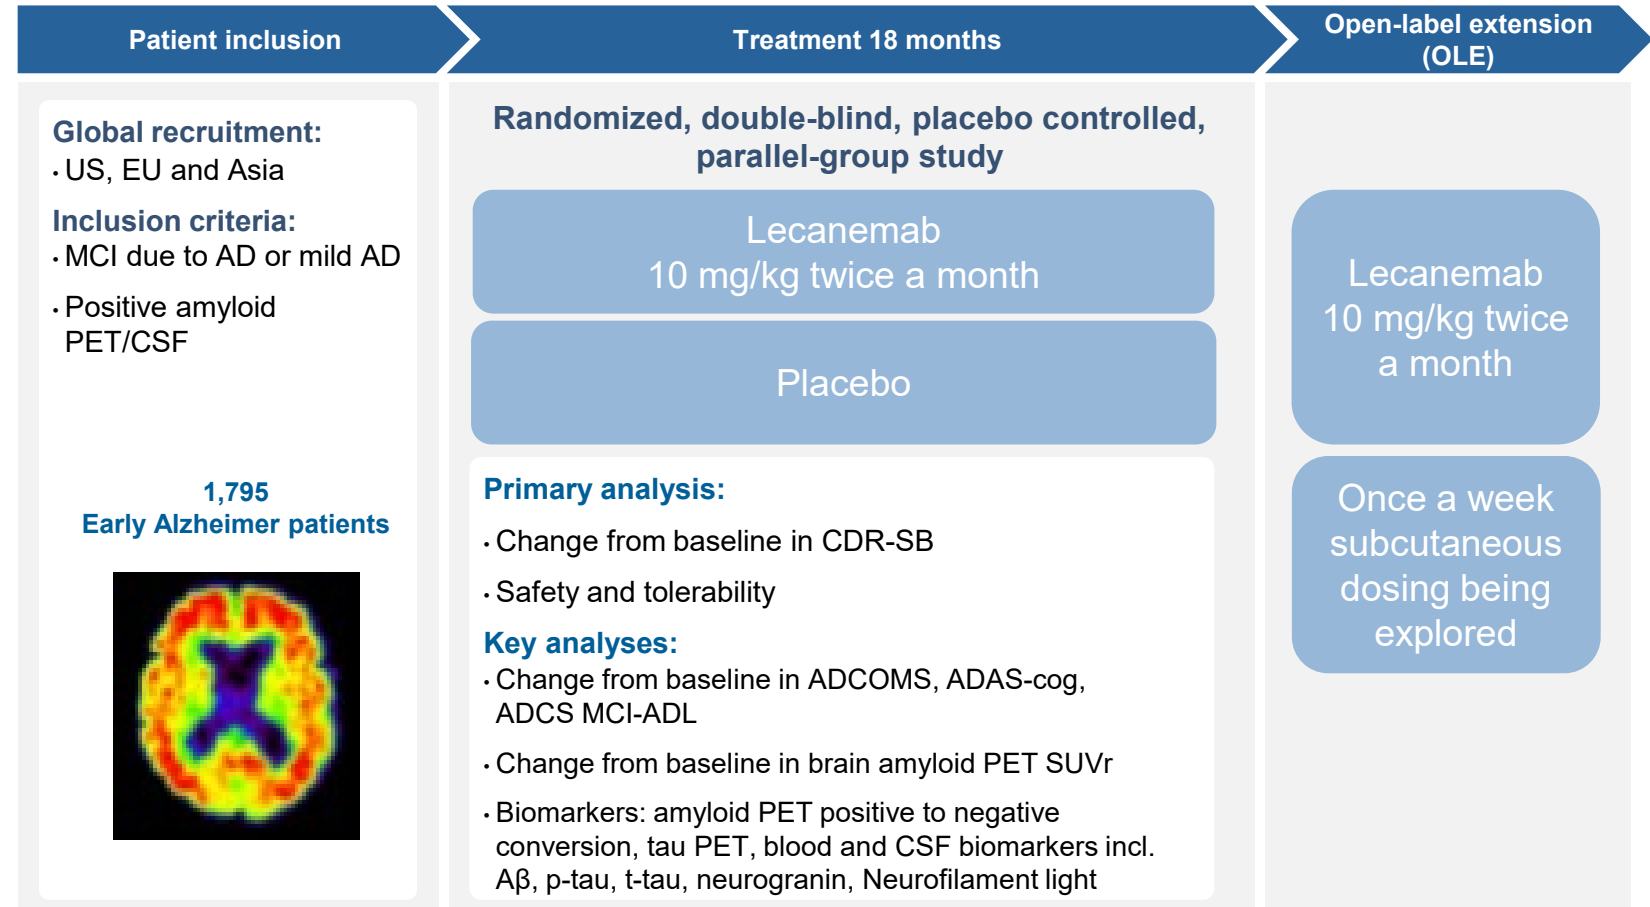 Patient inclusion
Treatment 18 months
Open-label extension
(OLE)
Global recruitment:
• US, EU and Asia
Inclusion criteria:
• MCI due to AD or mild AD
• Positive amyloid
PET/CSF
1,795
Early Alzheimer patients
Randomized, double-blind, placebo controlled,
parallel-group study
Lecanemab
10 mg/kg twice a month
Placebo
Primary analysis:
• Change from baseline in CDR-SB
• Safety and tolerability
Key analyses:
• Change from baseline in ADCOMS, ADAS-cog,
ADCS MCI-ADL
• Change from baseline in brain amyloid PET SUVr
• Biomarkers: amyloid PET positive to negative
conversion, tau PET, blood and CSF biomarkers incl.
Aβ, p-tau, t-tau, neurogranin, Neurofilament light
Lecanemab
10 mg/kg twice
a month
Once a week
subcutaneous
dosing being
explored